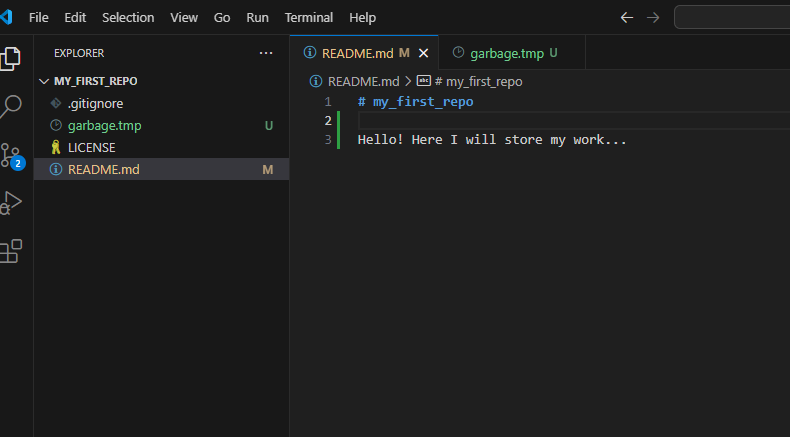 File Edit Selection View Go Run Terminal Help
EXPLORER ...
MY_FIRST_REPO
.gitignore
garbage.tmp U
LICENSE
README.md M
2
README.md M garbage.tmp U
README.md > abc # my_first_repo
1 # my_first_repo
2
3 Hello! Here I will store my work...